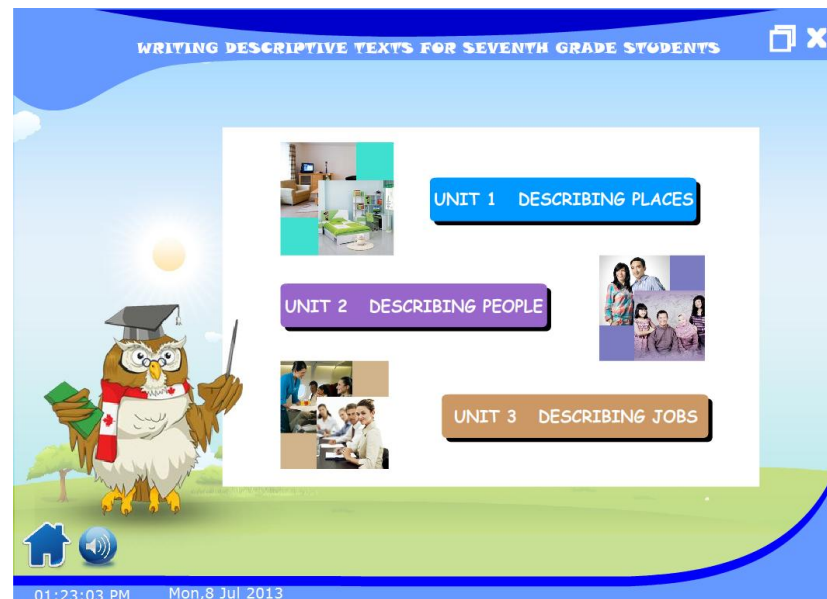 WRITING DESCRIPTIVE TEXTS FOR SEVENTH GRADE STUDENTS
UNIT 1 DESCRIBING PLACES
UNIT 2 DESCRIBING PEOPLE
UNIT 3 DESCRIBING JOBS
01:23:03 PM Mon,8 Jul 2013